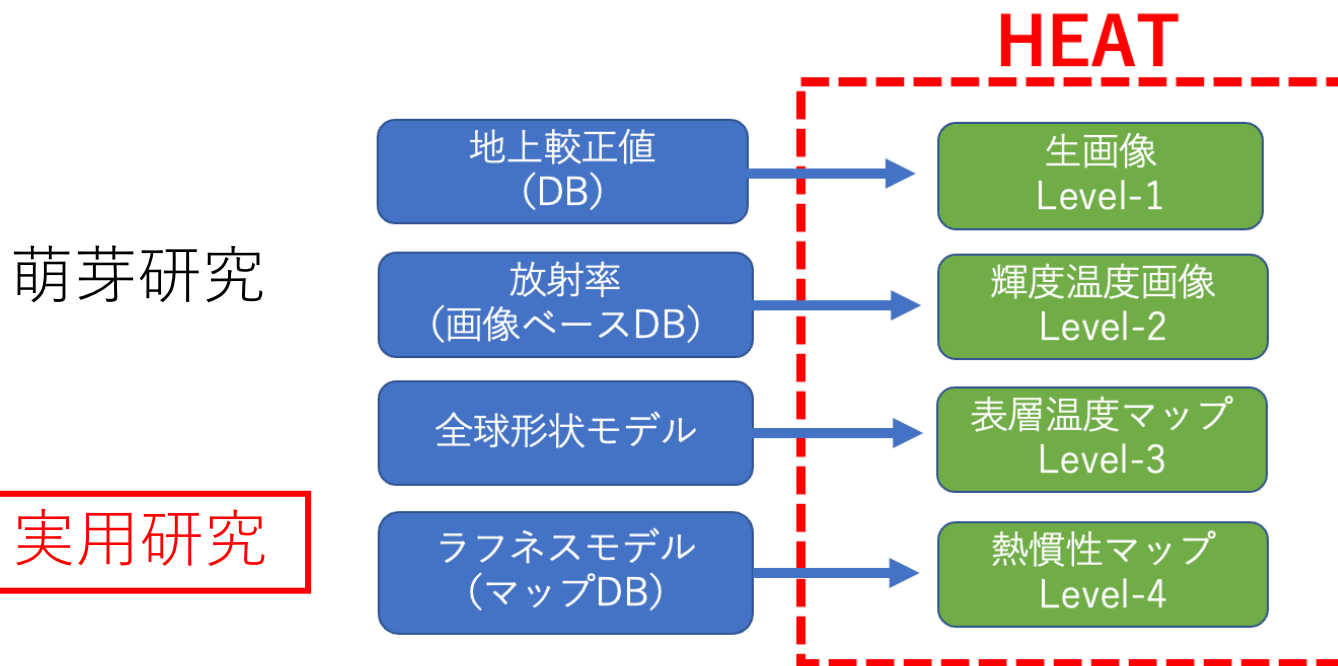 HEAT
地上較正値
(DB)
生画像
Level-1
萌芽研究
放射率
(画像ベースDB)
輝度温度画像
Level-2
全球形状モデル
表層温度マップ
Level-3
実用研究
ラフネスモデル
(マップDB)
熱慣性マップ
Level-4